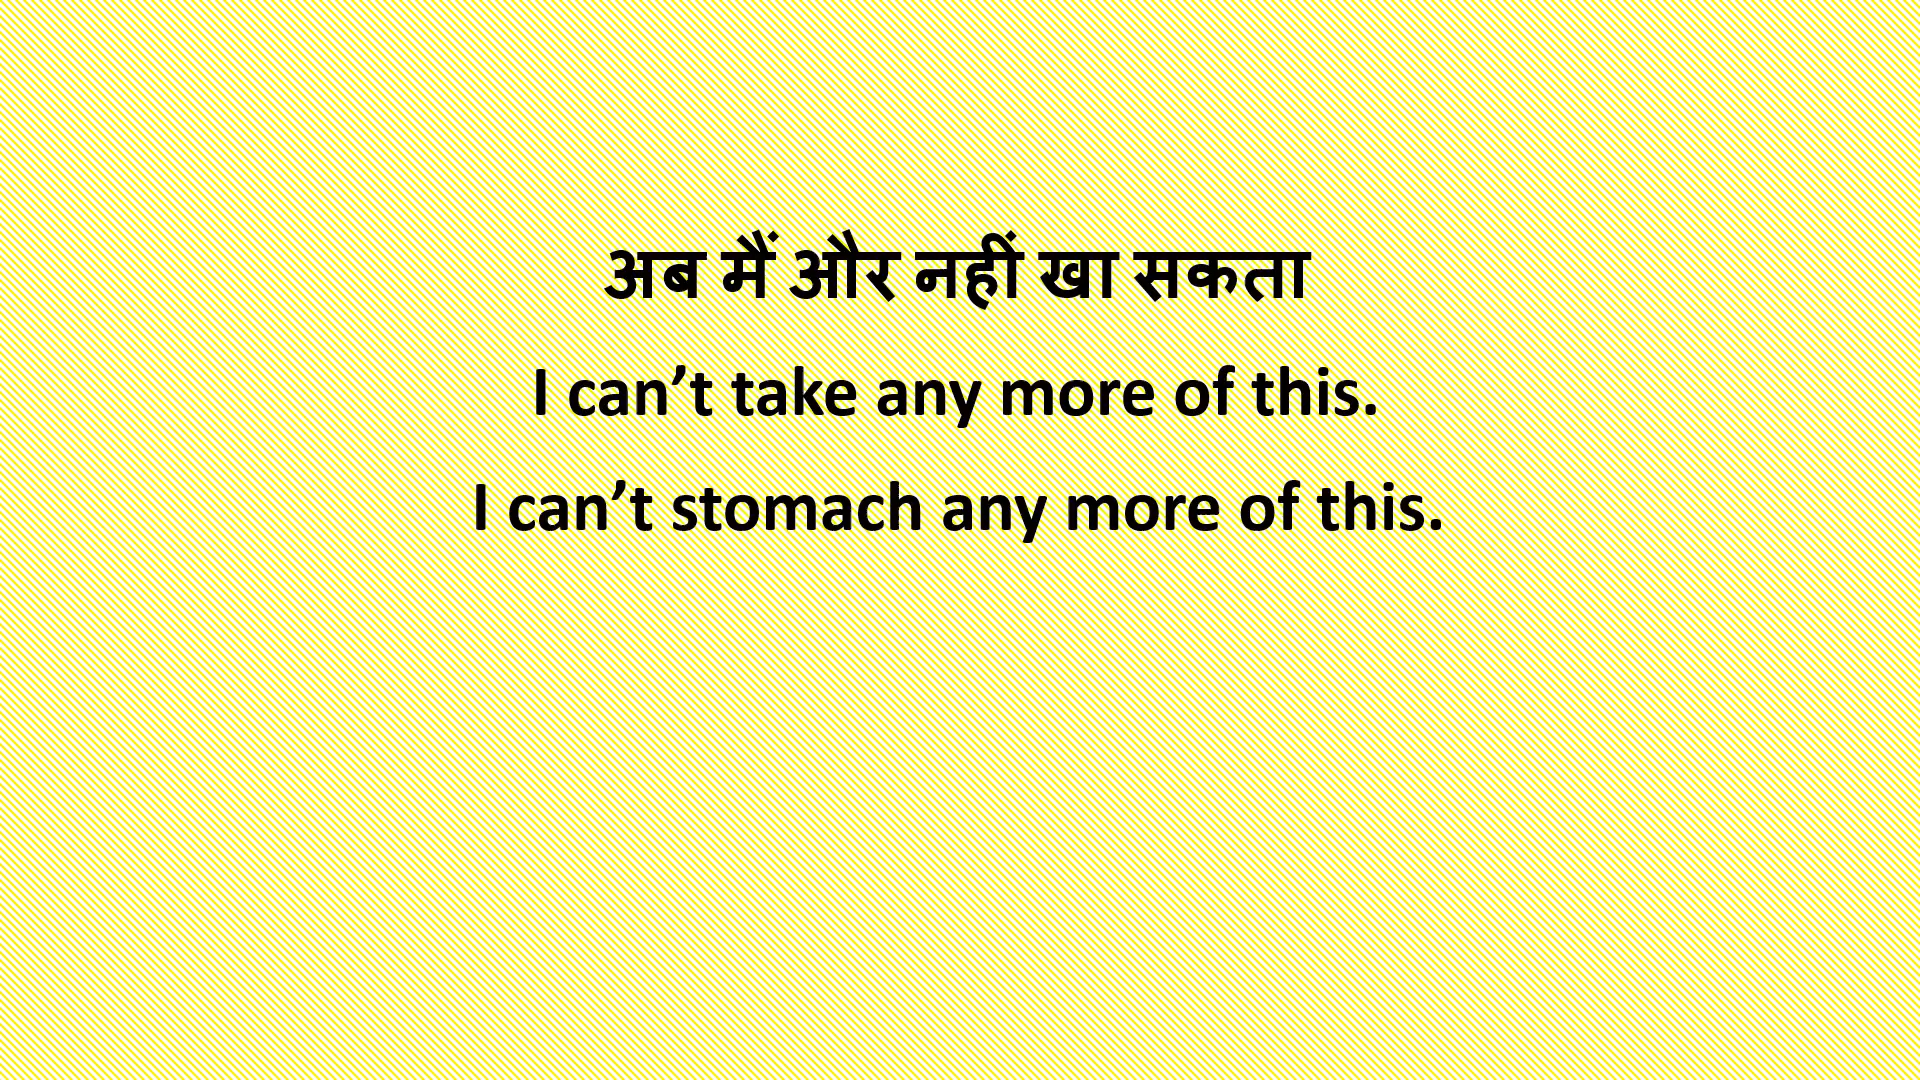 अब मैं और नहीं खा सकता
I can’t take any more of this.
I can’t stomach any more of this.